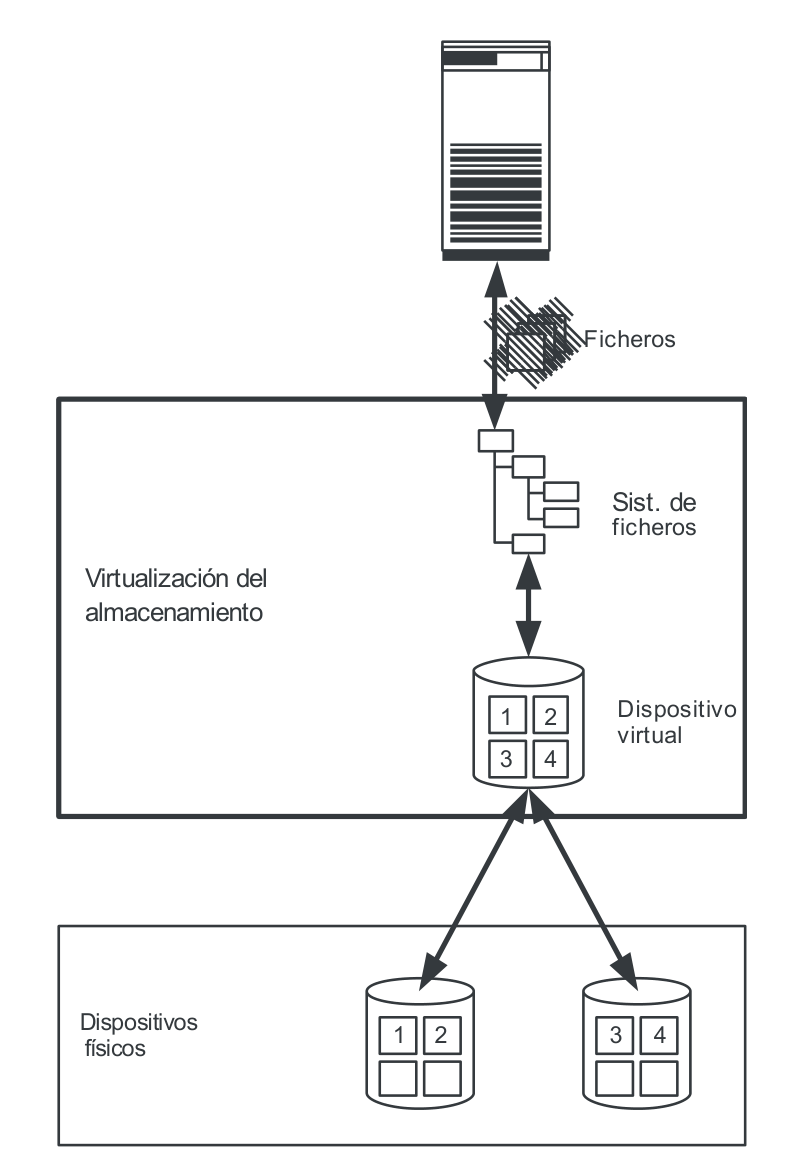 Ficheros
Sist. de
ficheros
Virtualización del
almacenamiento
1 2
3 4
Dispositivo
virtual
Dispositivos
físicos
1 2
3 4